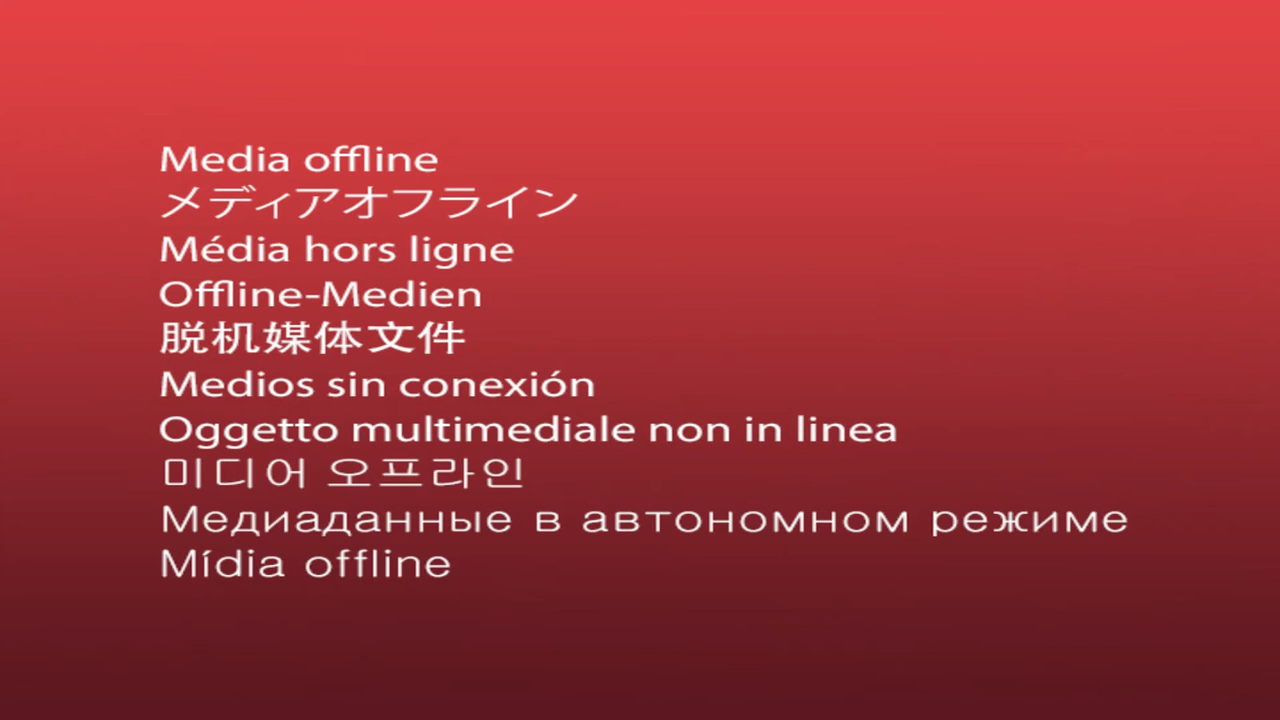 Media offline
メディアオフライン
Média hors ligne
Offline-Medien
脱机媒体文件
Medios sin conexión
Oggetto multimediale non in linea
미디어 오프라인
Медиаданные в автономном режиме
Mídia offline